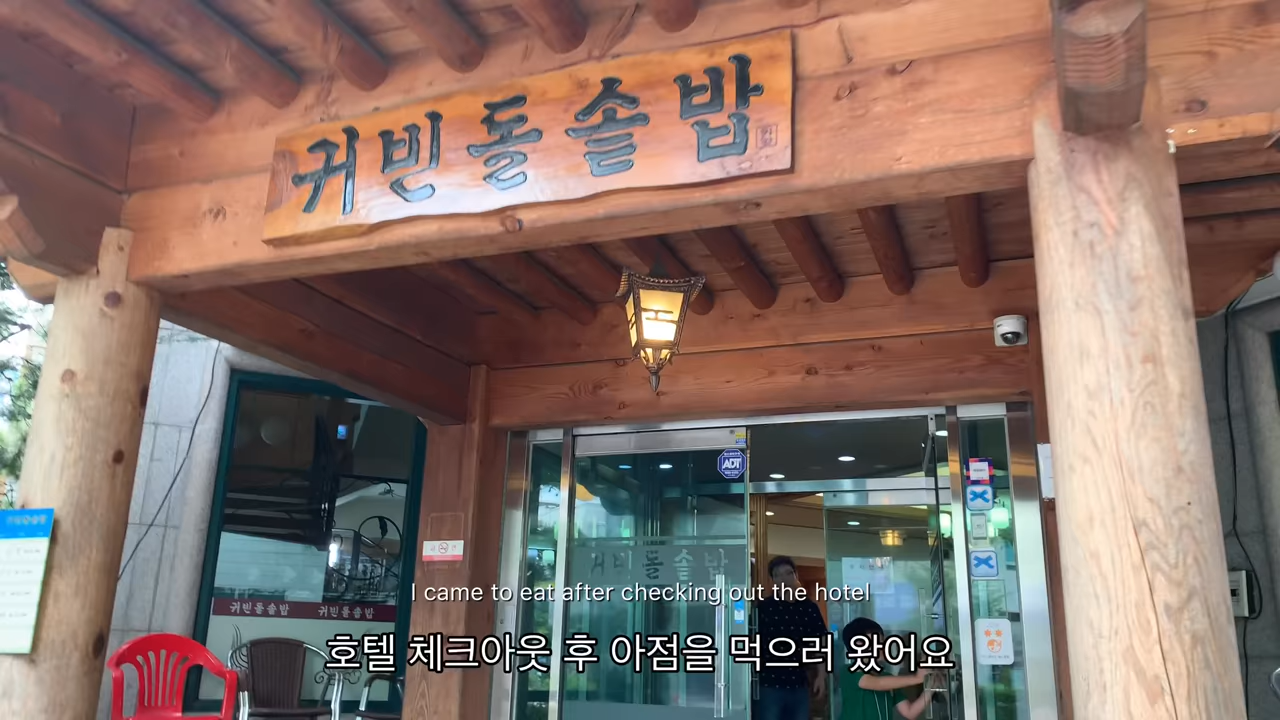 귀빈돌솥밥
ADT
귀빈돌솥밥
귀빈돌솥밥 귀빈돌솥밥
I came to eat after checking out the hotel
호텔 체크아웃 후 아점을 먹으러 왔어요